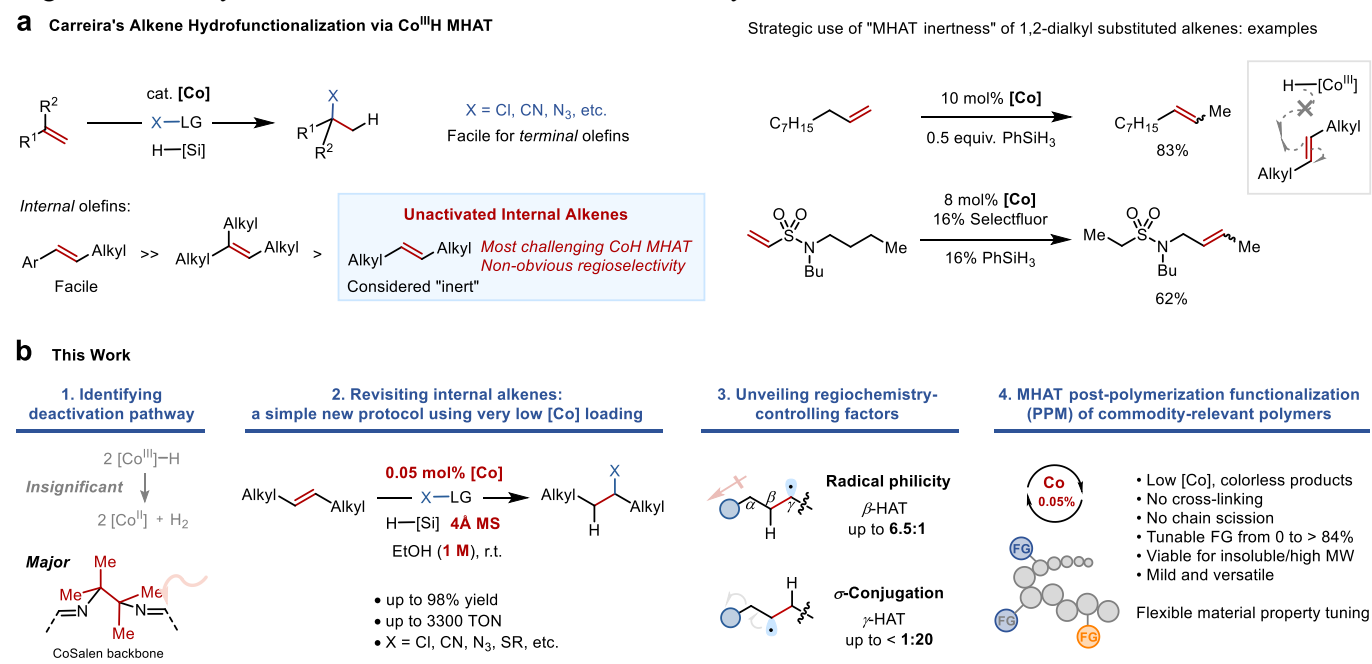 a Carreira's Alkene Hydrofunctionalization via Co^III H MHAT
Strategic use of "MHAT inertness" of 1,2-dialkyl substituted alkenes: examples
R²
R¹
cat. [Co]
X—LG
H—[Si]
X
H
R¹
R²
X = Cl, CN, N₃, etc.
Facile for terminal olefins
C₇H₁₅
10 mol% [Co]
0.5 equiv. PhSiH₃
C₇H₁₅
Me
83%
H—[Co^III]
Alkyl
Alkyl
Internal olefins:
Ar
Alkyl
Facile
>>
Alkyl
Alkyl
Alkyl
>
Unactivated Internal Alkenes
Alkyl
Alkyl
Most challenging CoH MHAT
Non-obvious regioselectivity
Considered "inert"
O O
S
N
Me
Bu
8 mol% [Co]
16% Selectfluor
16% PhSiH₃
O O
Me
S
N
Me
Bu
62%
b This Work
1. Identifying
deactivation pathway
2 [Co^III]—H
Insignificant
2 [Co^II] + H₂
Major
Me
Me
Me
Me
N
N
CoSalen backbone
2. Revisiting internal alkenes:
a simple new protocol using very low [Co] loading
Alkyl
Alkyl
0.05 mol% [Co]
X—LG
H—[Si] 4Å MS
EtOH (1 M), r.t.
X
Alkyl
Alkyl
H
• up to 98% yield
• up to 3300 TON
• X = Cl, CN, N₃, SR, etc.
3. Unveiling regiochemistry-
controlling factors
α
β
γ
H
Radical philicity
β-HAT
up to 6.5:1
H
σ-Conjugation
γ-HAT
up to < 1:20
4. MHAT post-polymerization functionalization
(PPM) of commodity-relevant polymers
Co
0.05%
FG
FG
FG
• Low [Co], colorless products
• No cross-linking
• No chain scission
• Tunable FG from 0 to > 84%
• Viable for insoluble/high MW
• Mild and versatile
Flexible material property tuning